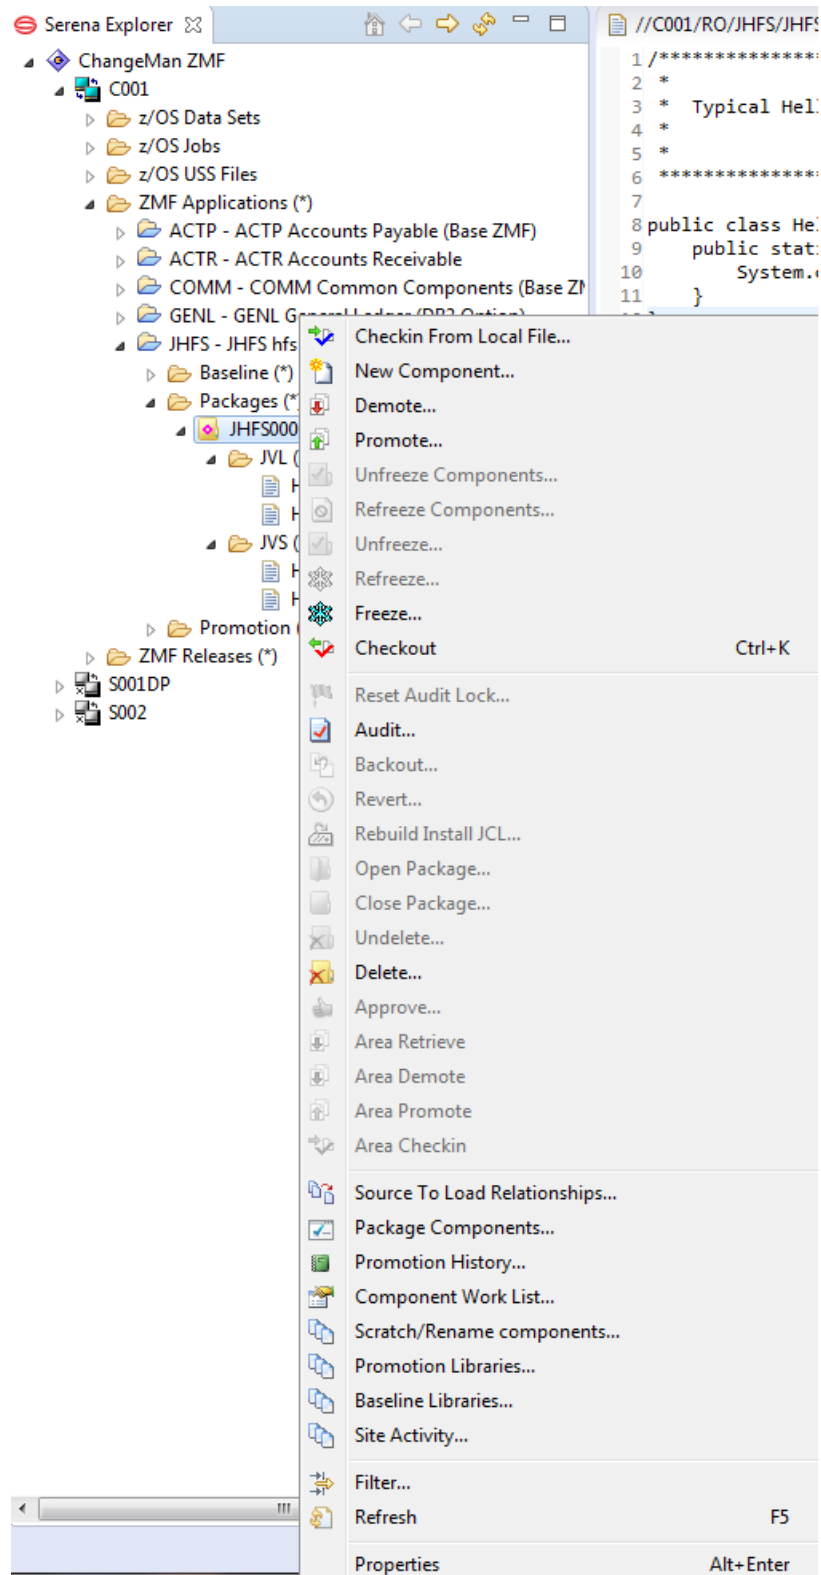 Serena Explorer
ChangeMan ZMF
C001
z/OS Data Sets
z/OS Jobs
z/OS USS Files
ZMF Applications (*)
ACTP - ACTP Accounts Payable (Base ZMF)
ACTR - ACTR Accounts Receivable
COMM - COMM Common Components (Base ZM
GENL - GENL General Ledger (DB2 Option)
JHFS - JHFS hfs
Baseline (*)
Packages (*
JHFS000
JVL (
H
H
JVS (
H
H
Promotion (
ZMF Releases (*)
S001DP
S002
//C001/RO/JHFS/JHFS
1 /***************
2 *
3 * Typical Hell
4 *
5 *
6 **************
7
8 public class Hel
9 public stati
10 System.o
11 }
Checkin From Local File...
New Component...
Demote...
Promote...
Unfreeze Components...
Refreeze Components...
Unfreeze...
Refreeze...
Freeze...
Checkout Ctrl+K
Reset Audit Lock...
Audit...
Backout...
Revert...
Rebuild Install JCL...
Open Package...
Close Package...
Undelete...
Delete...
Approve...
Area Retrieve
Area Demote
Area Promote
Area Checkin
Source To Load Relationships...
Package Components...
Promotion History...
Component Work List...
Scratch/Rename components...
Promotion Libraries...
Baseline Libraries...
Site Activity...
Filter...
Refresh F5
Properties Alt+Enter